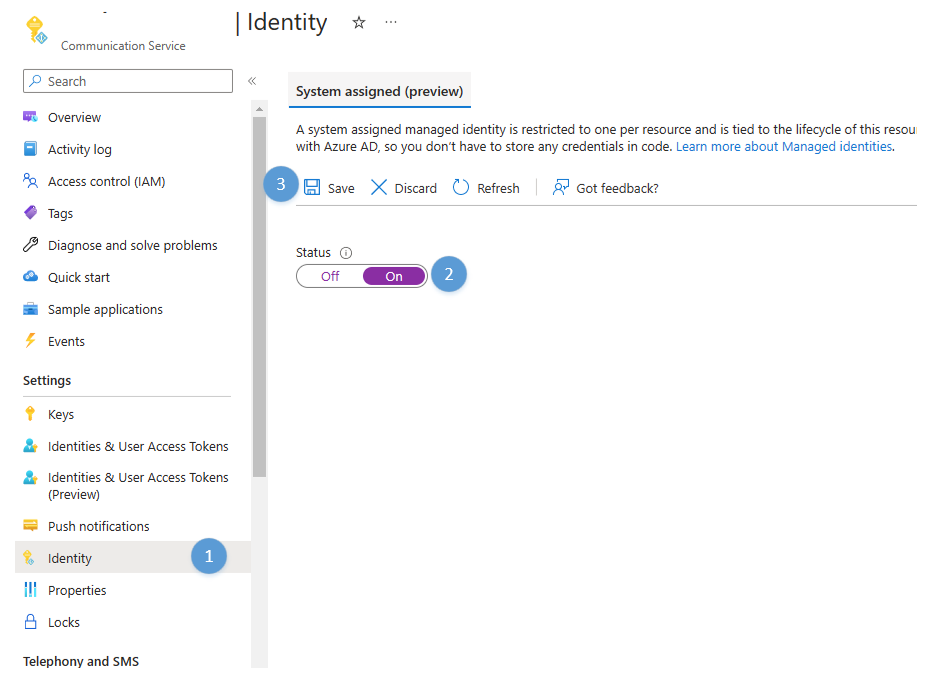 | Identity
...
Communication Service
Search
«
Overview
Activity log
Access control (IAM)
Tags
Diagnose and solve problems
Quick start
Sample applications
Events
Settings
Keys
Identities & User Access Tokens
Identities & User Access Tokens
(Preview)
Push notifications
Identity
1
Properties
Locks
Telephony and SMS
System assigned (preview)
A system assigned managed identity is restricted to one per resource and is tied to the lifecycle of this resou
with Azure AD, so you don't have to store any credentials in code. Learn more about Managed identities.
3
Save
Discard
Refresh
Got feedback?
Status
Off
On
2